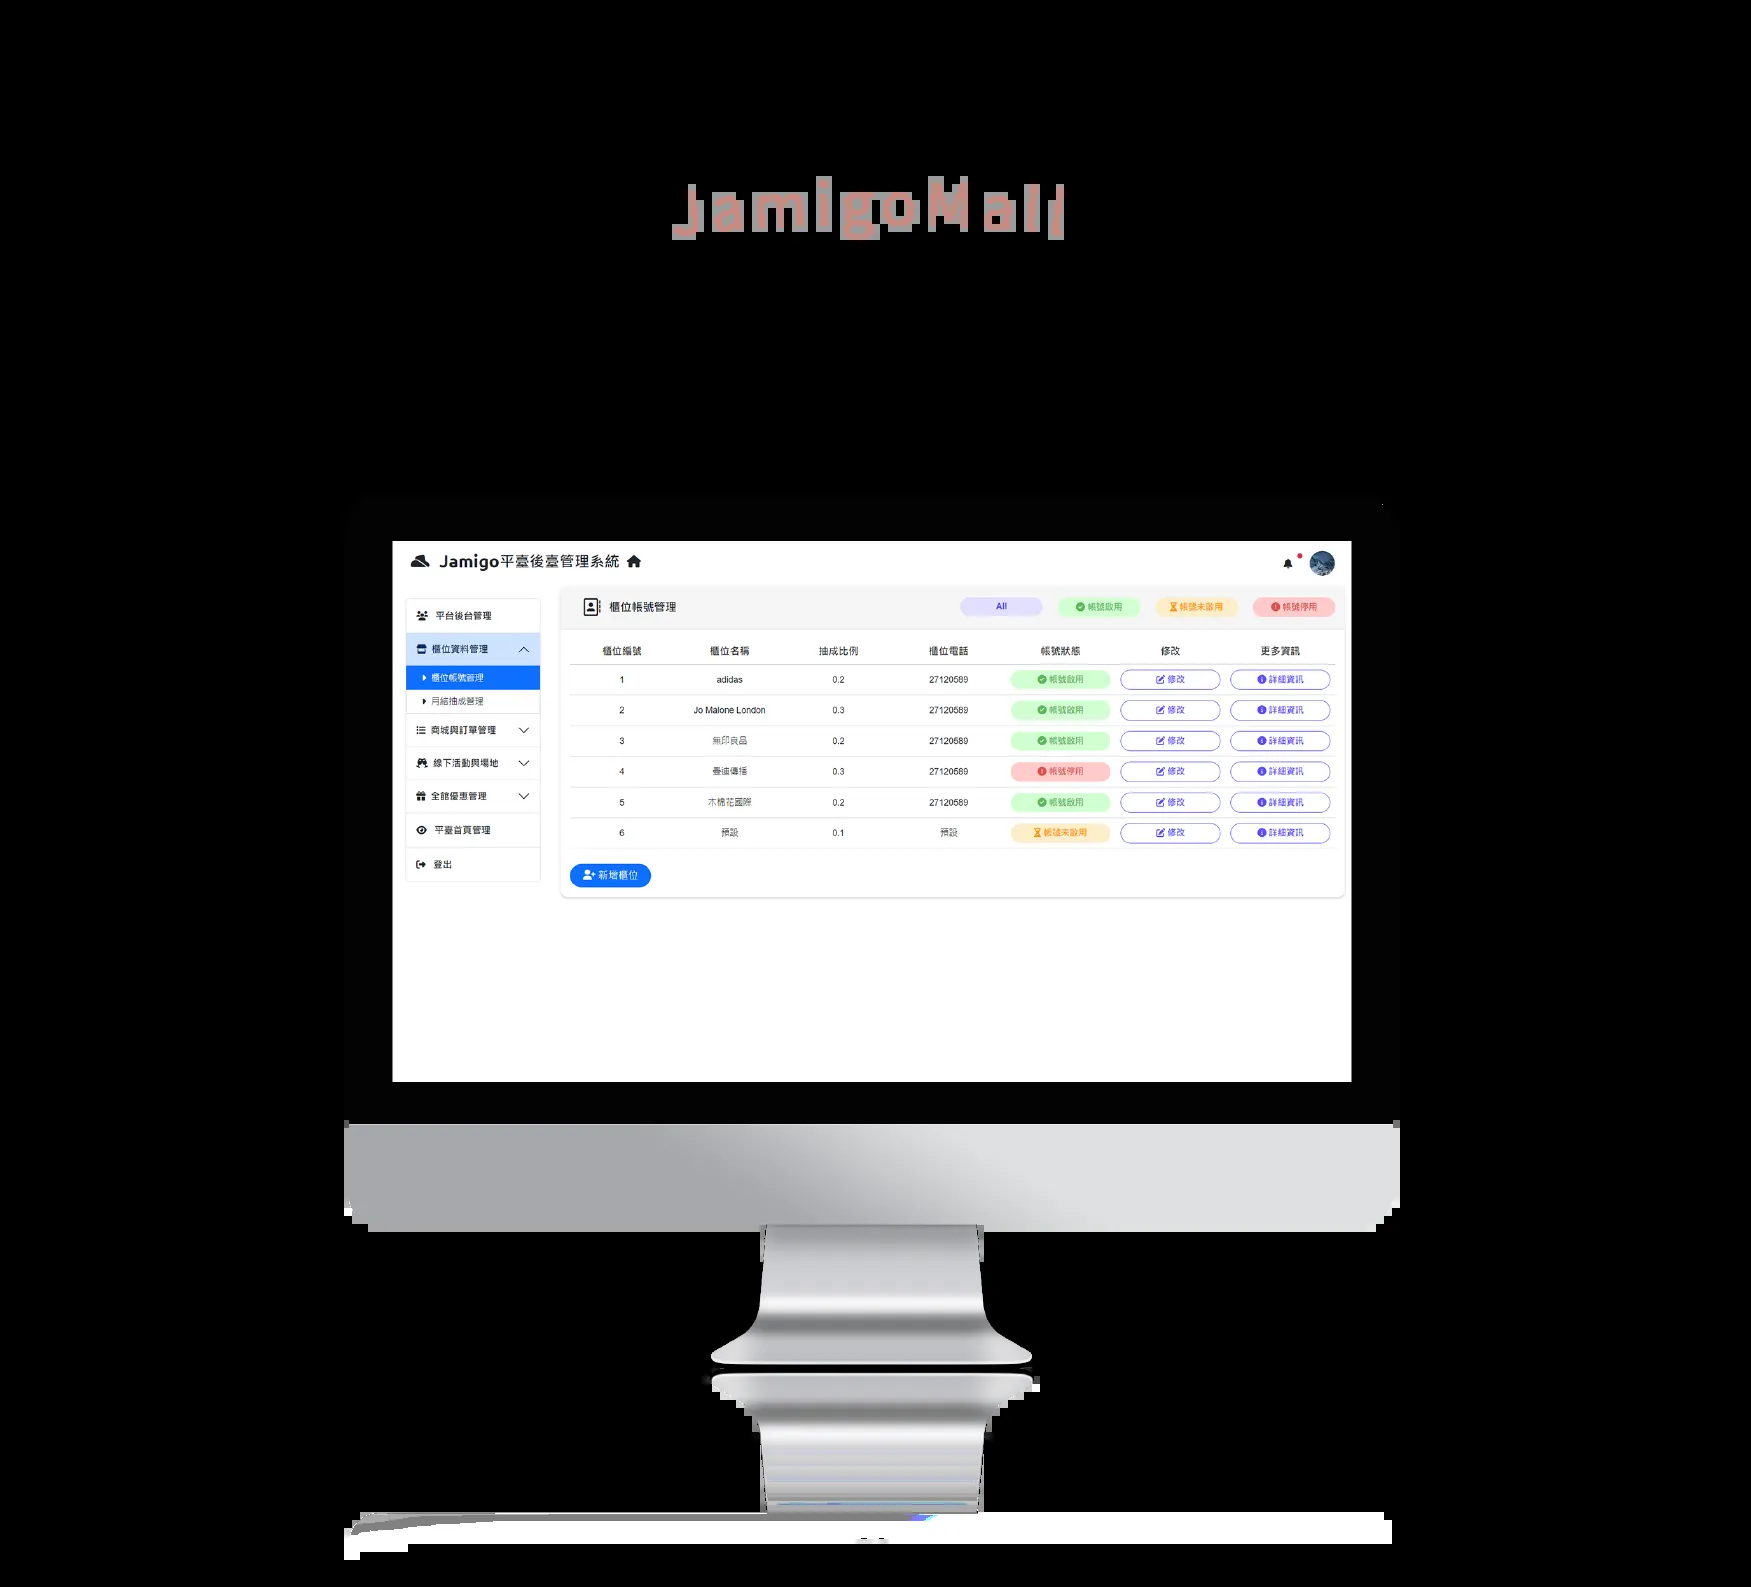 JamigoMall
Jamigo平臺後臺管理系統
平台後台管理
櫃位資料管理
櫃位帳號管理
月結抽成管理
商城與訂單管理
線下活動與場地
全館優惠管理
平臺首頁管理
登出
櫃位帳號管理 All 帳號啟用 帳號未啟用 帳號停用
櫃位編號 櫃位名稱 抽成比例 櫃位電話 帳號狀態 修改 更多資訊
1 adidas 0.2 27120589 帳號啟用 修改 詳細資訊
2 Jo Malone London 0.3 27120589 帳號啟用 修改 詳細資訊
3 無印良品 0.2 27120589 帳號啟用 修改 詳細資訊
4 曼迪傳播 0.3 27120589 帳號停用 修改 詳細資訊
5 木棉花國際 0.2 27120589 帳號啟用 修改 詳細資訊
6 預設 0.1 預設 帳號未啟用 修改 詳細資訊
新增櫃位